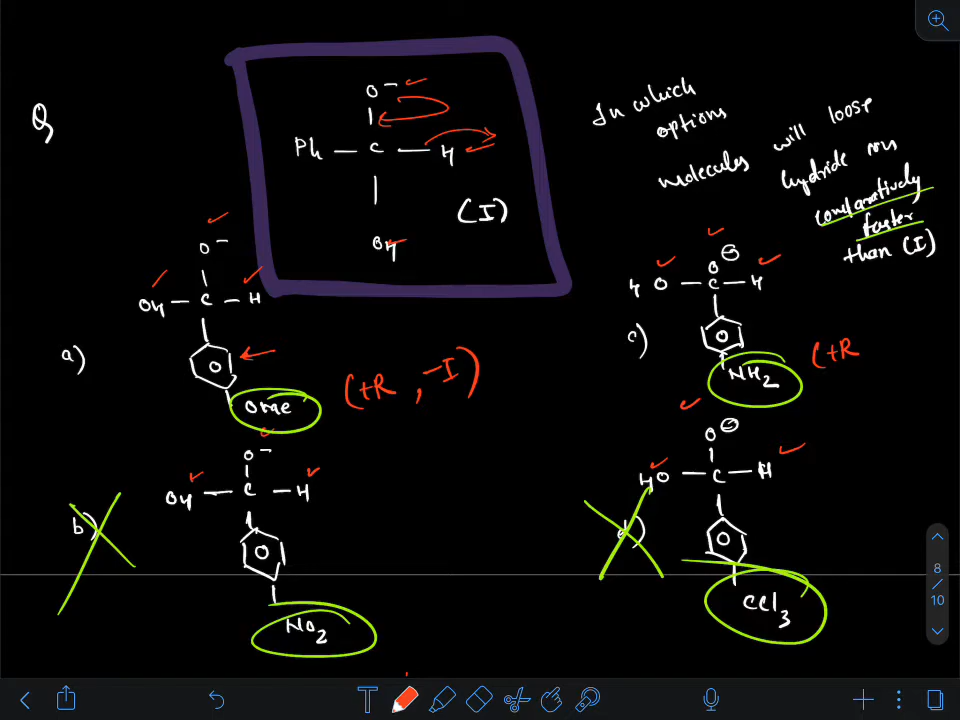 Q
O-
Ph - C - H
OH
(I)
In which
options
molecules will loose
hydride ion
comparatively
faster
than (I)
a)
O-
OH - C - H
OMe
(+R, -I)
c)
O⊖
H O - C - H
NH2
(+R
b)
O-
OH - C - H
NO2
d)
O⊖
HO - C - H
CCl3
8
/
10
T